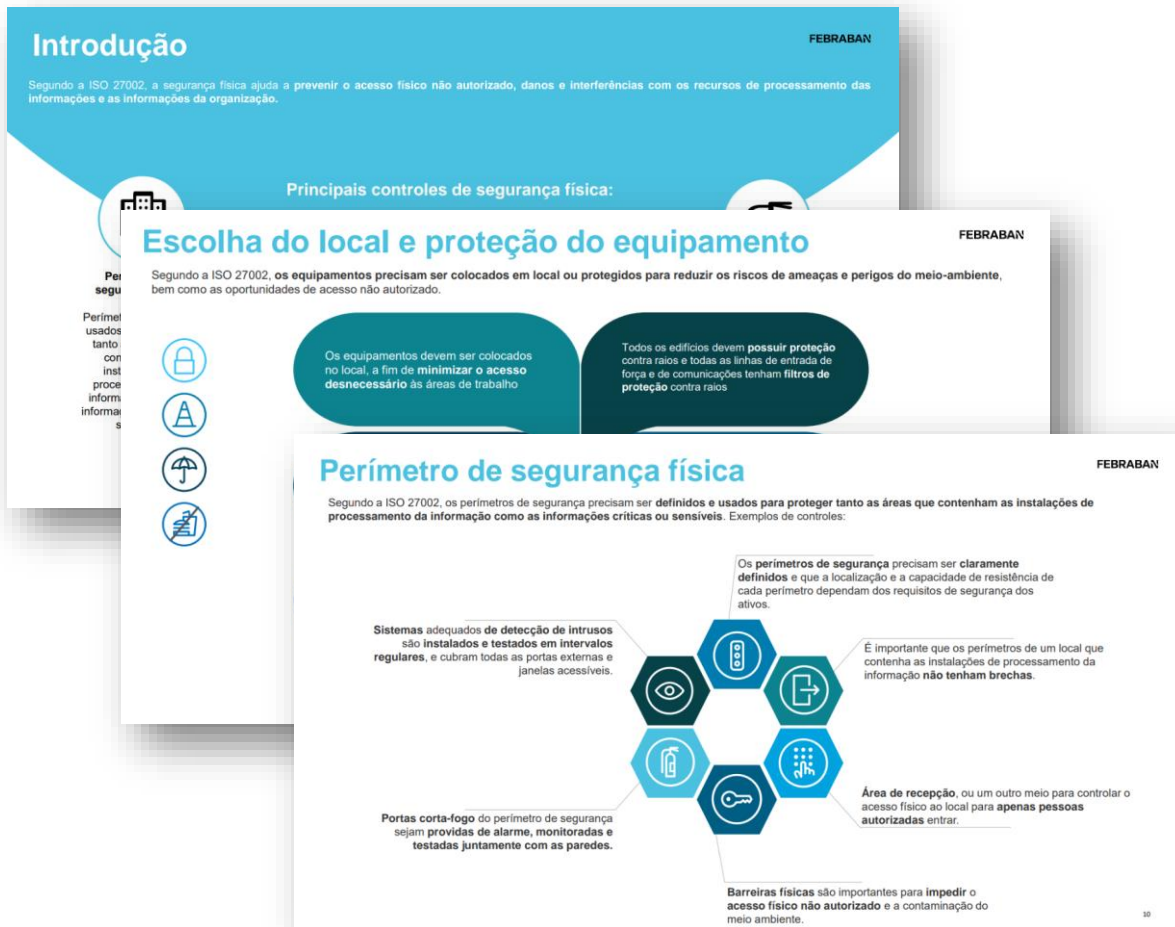 Introdução
FEBRABAN
Segundo a ISO 27002, a segurança física ajuda a prevenir o acesso físico não autorizado, danos e interferências com os recursos de processamento das
informações e as informações da organização.
Principais controles de segurança física:
Escolha do local e proteção do equipamento
FEBRABAN
Segundo a ISO 27002, os equipamentos precisam ser colocados em local ou protegidos para reduzir os riscos de ameaças e perigos do meio-ambiente,
bem como as oportunidades de acesso não autorizado.
Os equipamentos devem ser colocados
no local, a fim de minimizar o acesso
desnecessário às áreas de trabalho
Todos os edifícios devem possuir proteção
contra raios e todas as linhas de entrada de
força e de comunicações tenham filtros de
proteção contra raios
Perímetro de segurança física
FEBRABAN
Segundo a ISO 27002, os perímetros de segurança precisam ser definidos e usados para proteger tanto as áreas que contenham as instalações de
processamento da informação como as informações críticas ou sensíveis. Exemplos de controles:
Os perímetros de segurança precisam ser claramente
definidos e que a localização e a capacidade de resistência de
cada perímetro dependam dos requisitos de segurança dos
ativos.
Sistemas adequados de detecção de intrusos
são instalados e testados em intervalos
regulares, e cubram todas as portas externas e
janelas acessíveis.
É importante que os perímetros de um local que
contenha as instalações de processamento da
informação não tenham brechas.
Área de recepção, ou um outro meio para controlar o
acesso físico ao local para apenas pessoas
autorizadas entrar.
Portas corta-fogo do perímetro de segurança
sejam providas de alarme, monitoradas e
testadas juntamente com as paredes.
Barreiras físicas são importantes para impedir o
acesso físico não autorizado e a contaminação do
meio ambiente.
10